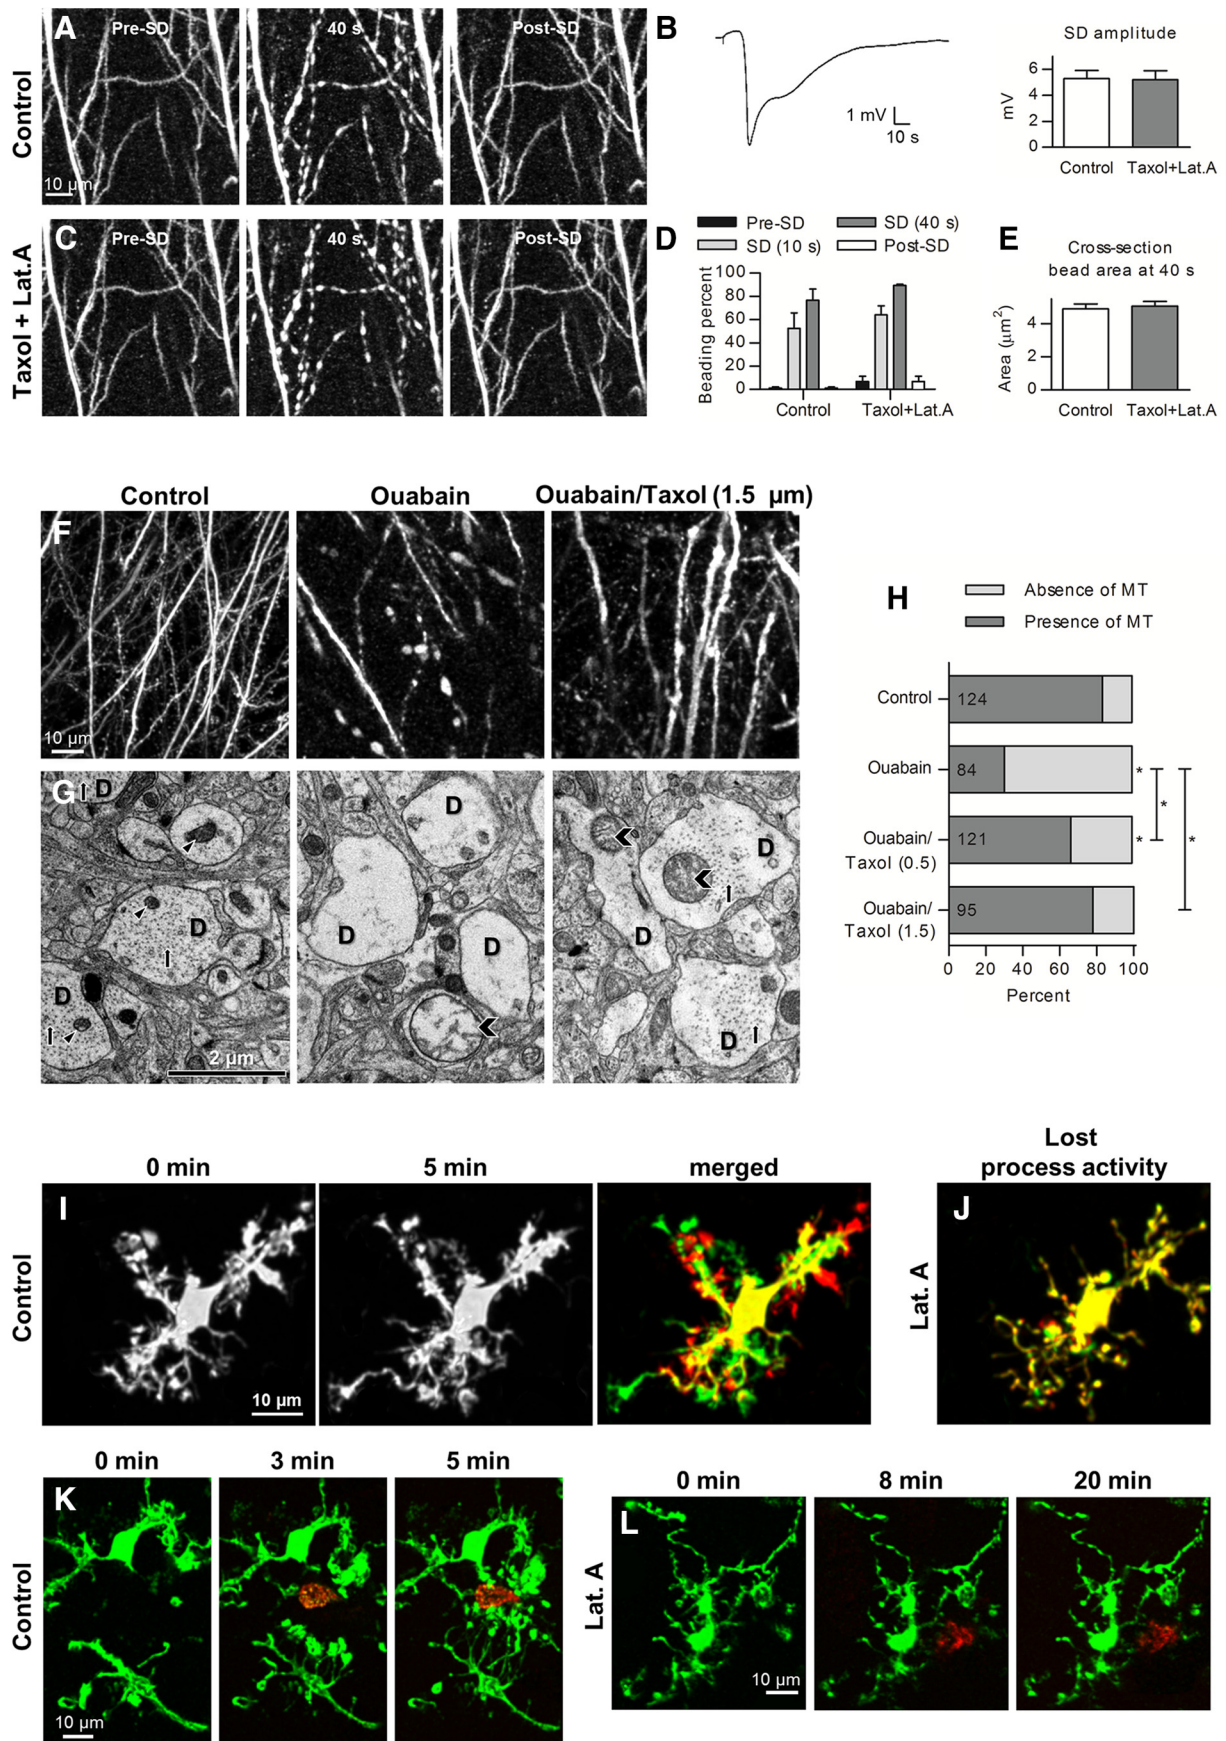 A
Pre-SD
40 s
Post-SD
Control
10 µm
B
1 mV
10 s
SD amplitude
mV
6
4
2
0
Control
Taxol+Lat.A
C
Pre-SD
40 s
Post-SD
Taxol + Lat.A
D
Pre-SD
SD (10 s)
SD (40 s)
Post-SD
Beading percent
100
80
60
40
20
0
Control
Taxol+Lat.A
E
Cross-section
bead area at 40 s
Area (µm²)
4
2
0
Control
Taxol+Lat.A
Control
Ouabain
Ouabain/Taxol (1.5 µm)
F
10 µm
G
D
D
D
2 µm
D
D
D
D
D
D
H
Absence of MT
Presence of MT
Control
124
Ouabain
84
*
Ouabain/
Taxol (0.5)
121
*
Ouabain/
Taxol (1.5)
95
*
*
0 20 40 60 80 100
Percent
0 min
5 min
merged
Lost
process activity
I
Control
10 µm
J
Lat. A
0 min
3 min
5 min
K
Control
10 µm
0 min
8 min
20 min
L
Lat. A
10 µm